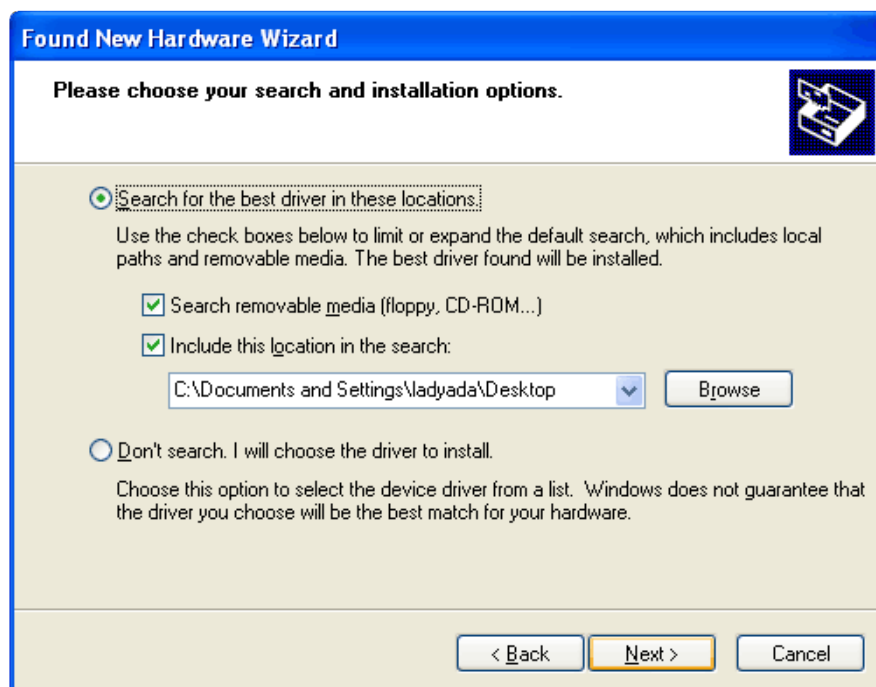 Found New Hardware Wizard
Please choose your search and installation options.
Search for the best driver in these locations.
Use the check boxes below to limit or expand the default search, which includes local
paths and removable media. The best driver found will be installed.
Search removable media (floppy, CD-ROM...)
Include this location in the search:
C:\Documents and Settings\ladyada\Desktop
Browse
Don't search. I will choose the driver to install.
Choose this option to select the device driver from a list. Windows does not guarantee that
the driver you choose will be the best match for your hardware.
< Back Next > Cancel